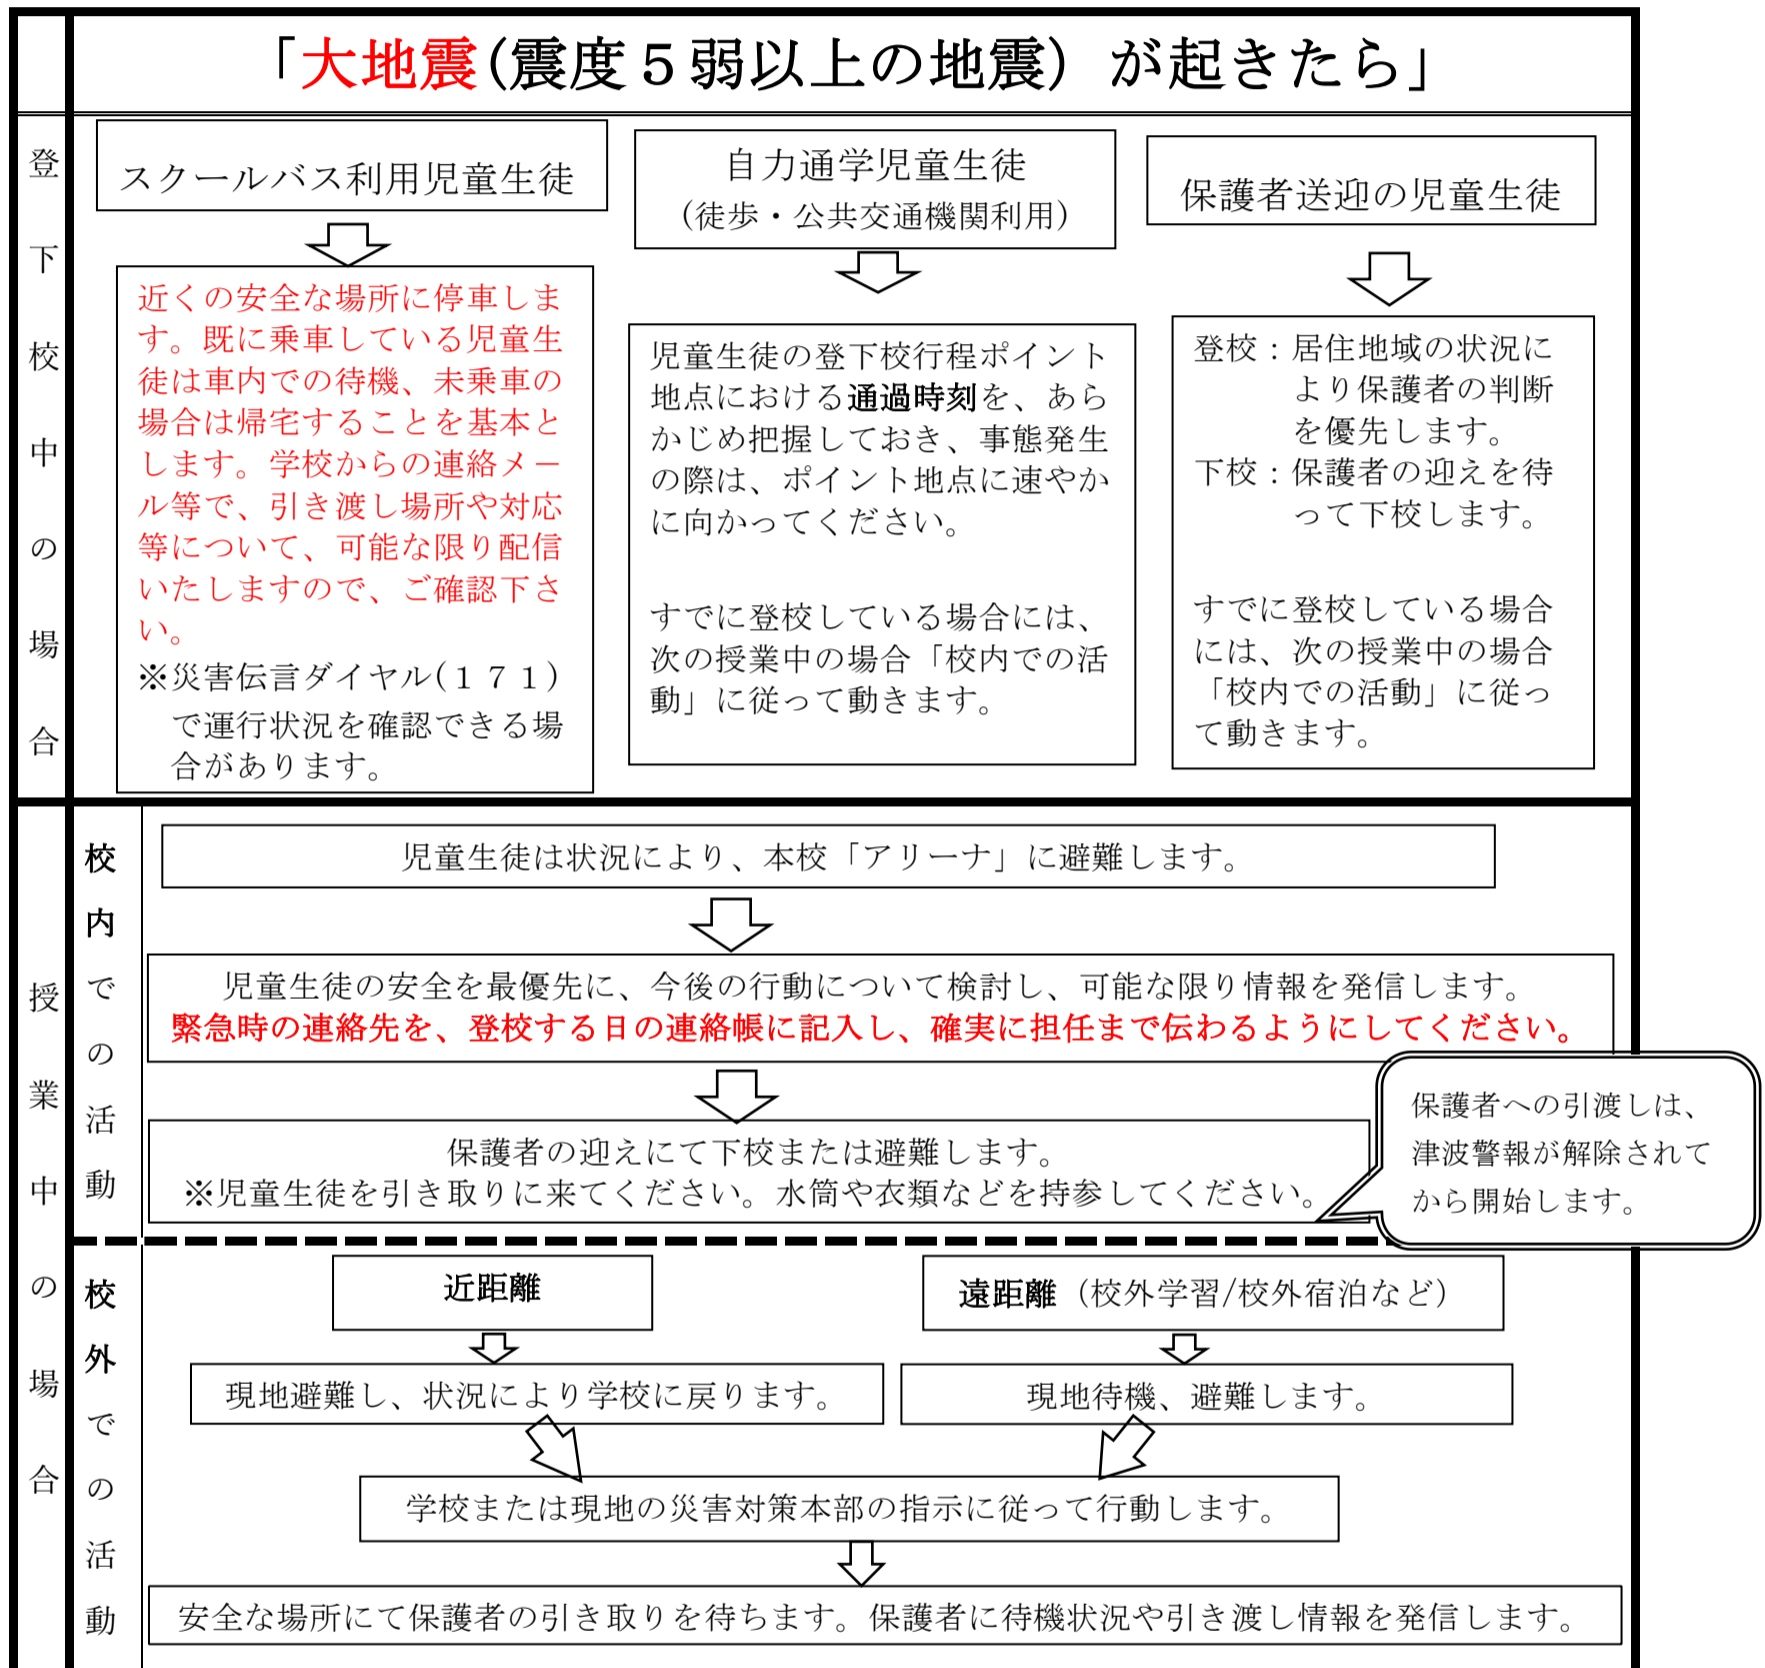 「大地震(震度５弱以上の地震）が起きたら」
登下校中の場合
スクールバス利用児童生徒
近くの安全な場所に停車しま
す。既に乗車している児童生
徒は車内での待機、未乗車の
場合は帰宅することを基本と
します。学校からの連絡メー
ル等で、引き渡し場所や対応
等について、可能な限り配信
いたしますので、ご確認下さ
い。
※災害伝言ダイヤル(１７１)
で運行状況を確認できる場
合があります。
自力通学児童生徒
（徒歩・公共交通機関利用）
児童生徒の登下校行程ポイント
地点における通過時刻を、あら
かじめ把握しておき、事態発生
の際は、ポイント地点に速やか
に向かってください。
すでに登校している場合には、
次の授業中の場合「校内での活
動」に従って動きます。
保護者送迎の児童生徒
登校：居住地域の状況に
より保護者の判断
を優先します。
下校：保護者の迎えを待
って下校します。
すでに登校している場合
には、次の授業中の場合
「校内での活動」に従っ
て動きます。
授業中の場合
校内での活動
児童生徒は状況により、本校「アリーナ」に避難します。
児童生徒の安全を最優先に、今後の行動について検討し、可能な限り情報を発信します。
緊急時の連絡先を、登校する日の連絡帳に記入し、確実に担任まで伝わるようにしてください。
保護者の迎えにて下校または避難します。
※児童生徒を引き取りに来てください。水筒や衣類などを持参してください。
保護者への引渡しは、
津波警報が解除されて
から開始します。
校外での活動
近距離
現地避難し、状況により学校に戻ります。
遠距離（校外学習/校外宿泊など）
現地待機、避難します。
学校または現地の災害対策本部の指示に従って行動します。
安全な場所にて保護者の引き取りを待ちます。保護者に待機状況や引き渡し情報を発信します。